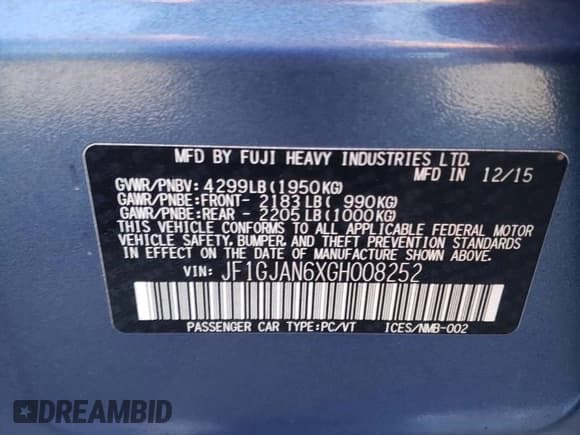 MFD BY FUJI HEAVY INDUSTRIES LTD.
MFD IN 12/15
GVWR/PNBV: 4299LB(1950KG)
GAWR/PNBE:FRONT- 2183LB( 990KG)
GAWR/PNBE:REAR - 2205LB(1000KG)
THIS VEHICLE CONFORMS TO ALL APPLICABLE FEDERAL MOTOR
VEHICLE SAFETY, BUMPER, AND THEFT PREVENTION STANDARDS
IN EFFECT ON THE DATE OF MANUFACTURE SHOWN ABOVE.
VIN: JF1GJAN6XGH008252
PASSENGER CAR TYPE:PC/VT ICES/NMB-002
DREAMBID